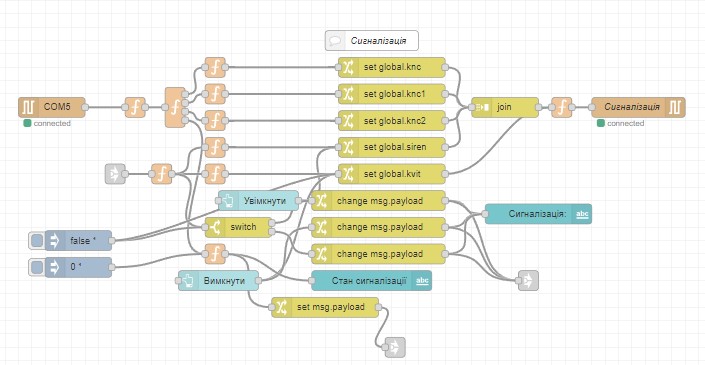 Сигналізація
set global.knc
COM5
connected
set global.knc1
set global.knc2
join
Сигналізація
connected
set global.siren
set global.kvit
Увімкнути
change msg.payload
Сигналізація:
abc
false *
switch
change msg.payload
change msg.payload
0 *
Вимкнути
Стан сигналізації
abc
set msg.payload